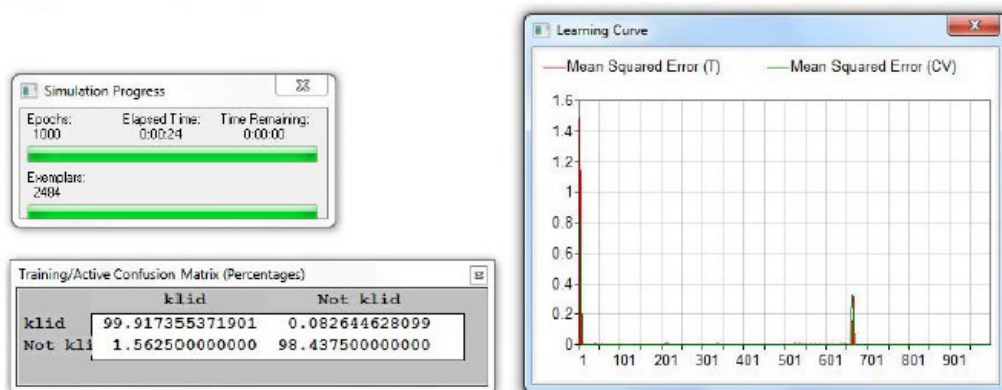 Simulation Progress
Epochs: Elapsed Time: Time Remaining:
1000 0:00:24 0:00:00
Exemplars:
2484
Training/Active Confusion Matrix (Percentages)
klid Not klid
klid 99.917355371901 0.082644628099
Not kli 1.562500000000 98.437500000000
Learning Curve
Mean Squared Error (T) Mean Squared Error (CV)
1.6
1.4
1.2
1
0.8
0.6
0.4
0.2
0
1 101 201 301 401 501 601 701 801 901